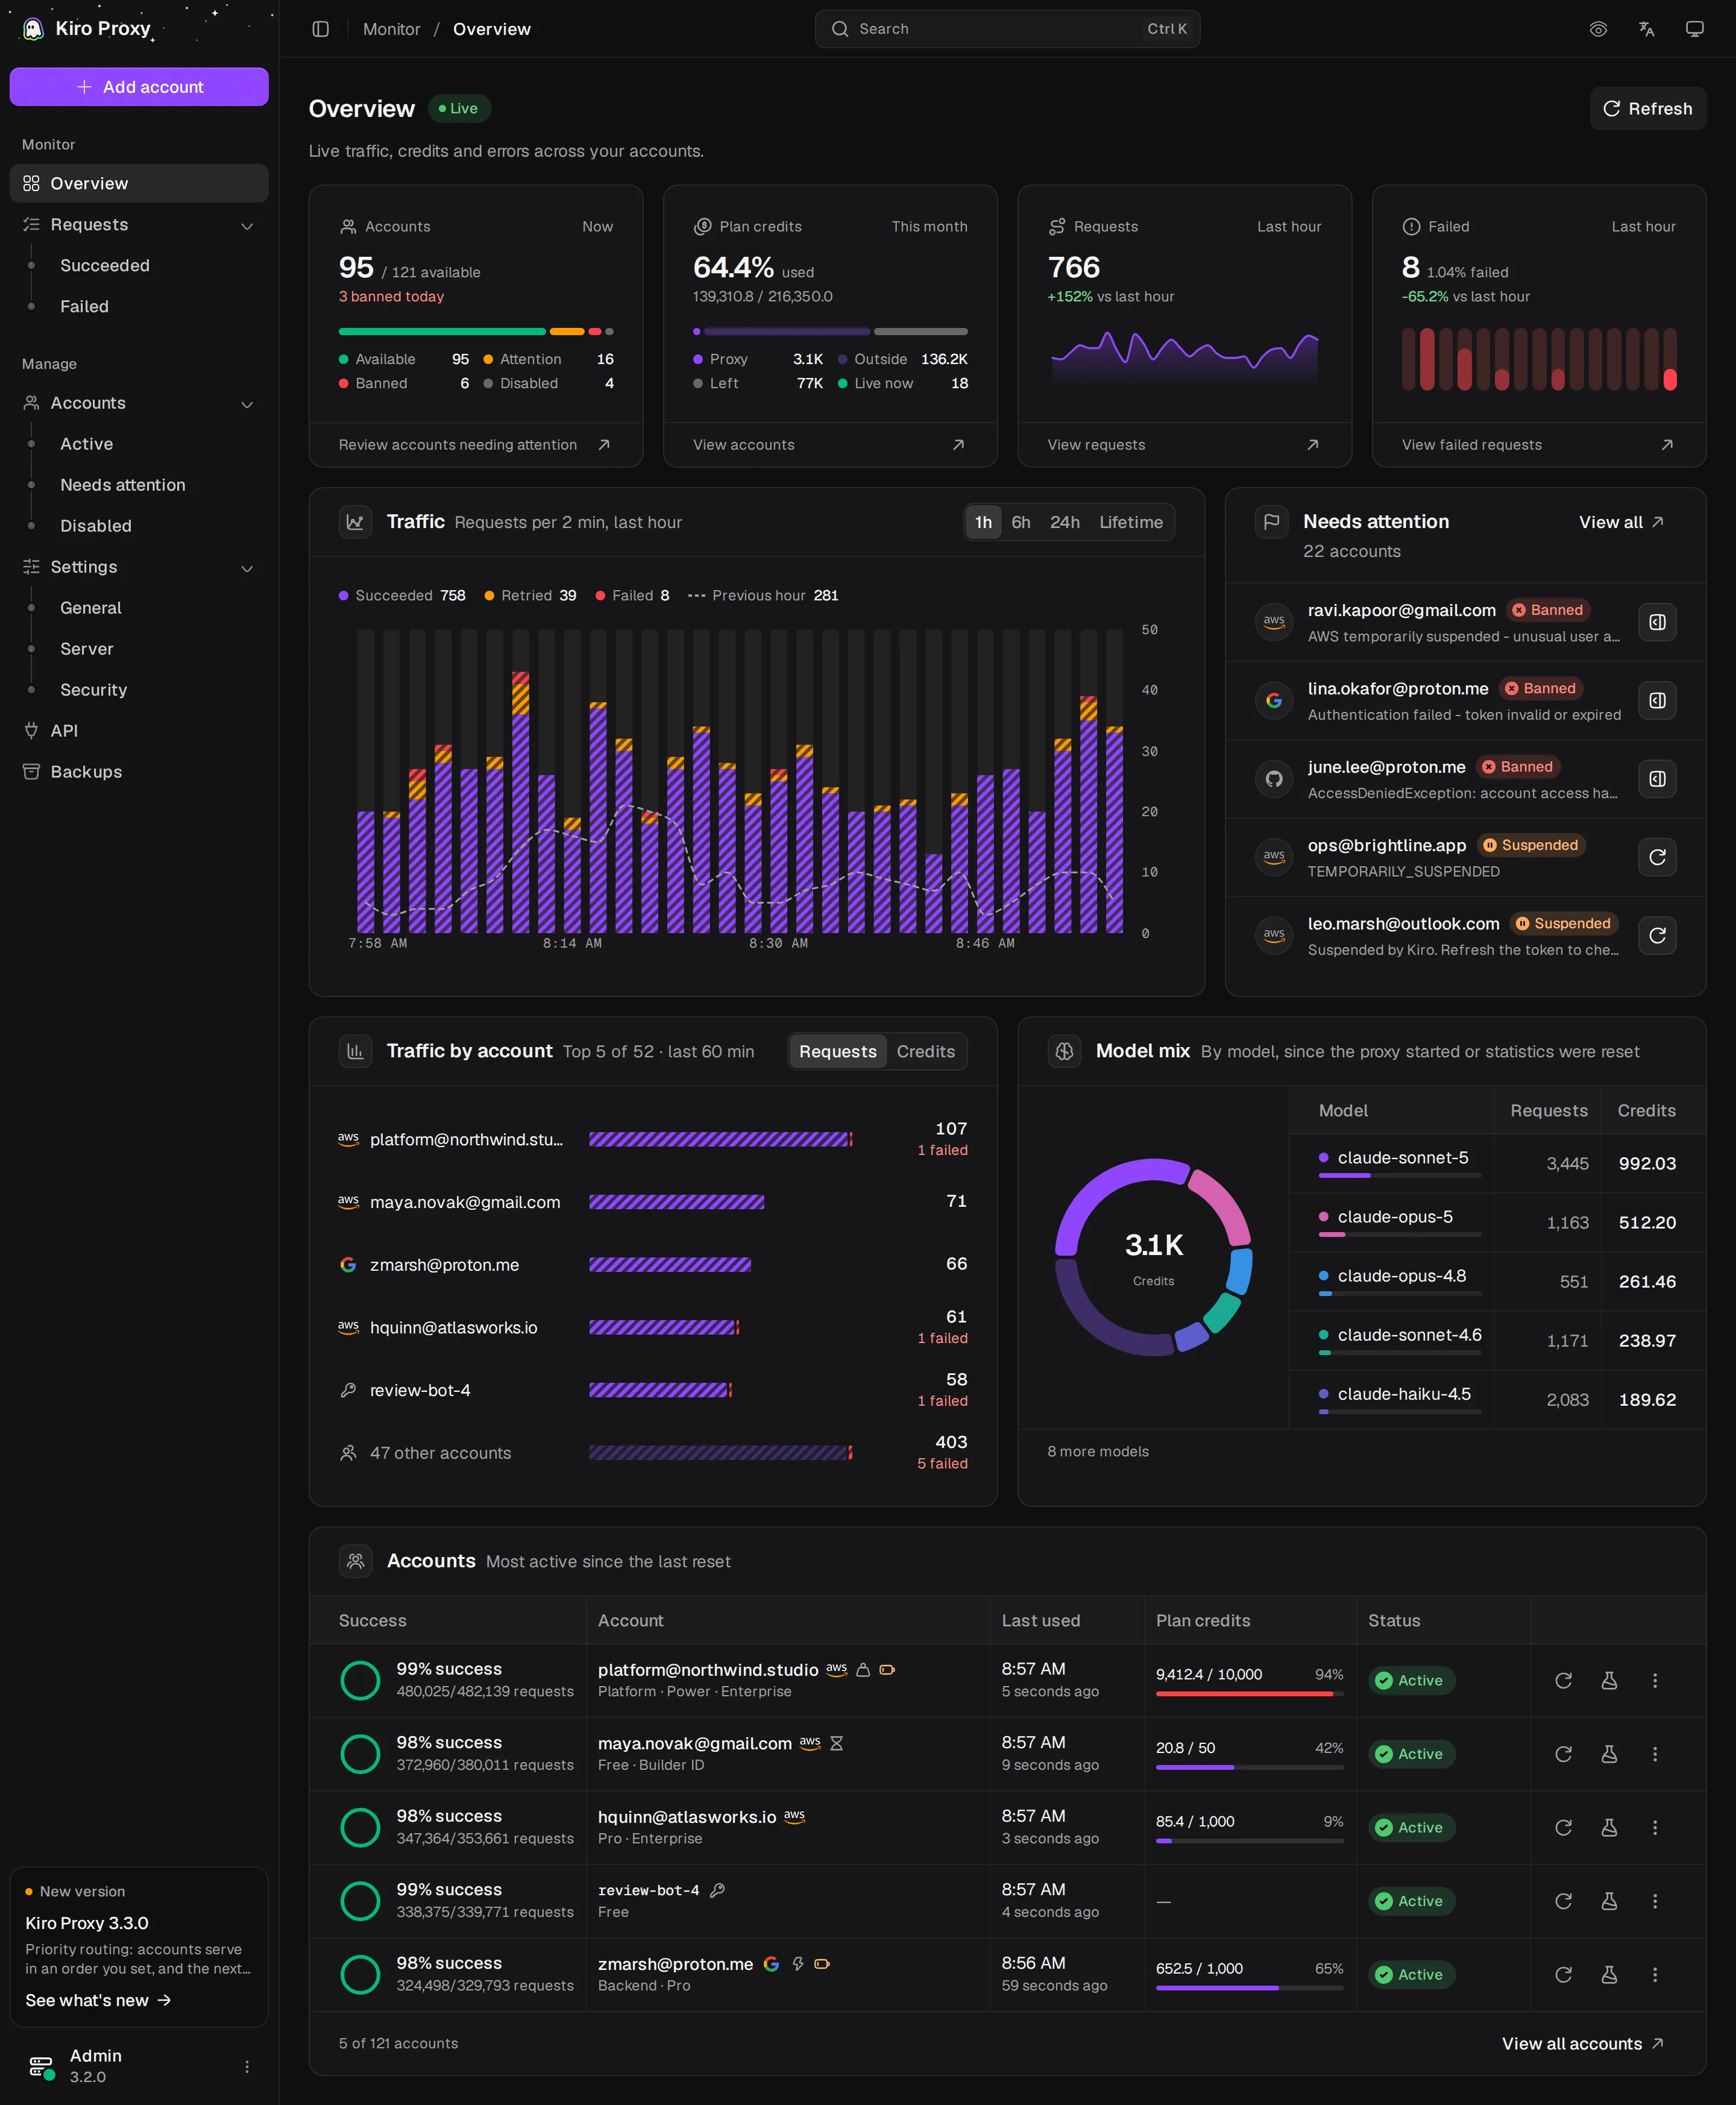 Kiro Proxy
Add account
Monitor
Overview
Requests
Succeeded
Failed
Manage
Accounts
Active
Needs attention
Disabled
Settings
General
Server
Security
API
Backups
New version
Kiro Proxy 3.3.0
Priority routing: accounts serve
in an order you set, and the next...
See what's new
Admin
3.2.0
Monitor / Overview
Search Ctrl K
Overview Live
Refresh
Live traffic, credits and errors across your accounts.
Accounts Now
95 / 121 available
3 banned today
Available 95 Attention 16
Banned 6 Disabled 4
Review accounts needing attention
Plan credits This month
64.4% used
139,310.8 / 216,350.0
Proxy 3.1K Outside 136.2K
Left 77K Live now 18
View accounts
Requests Last hour
766
+152% vs last hour
View requests
Failed Last hour
8 1.04% failed
-65.2% vs last hour
View failed requests
Traffic Requests per 2 min, last hour
1h 6h 24h Lifetime
Succeeded 758 Retried 39 Failed 8 Previous hour 281
50
40
30
20
10
0
7:58 AM 8:14 AM 8:30 AM 8:46 AM
Needs attention View all
22 accounts
aws ravi.kapoor@gmail.com Banned
AWS temporarily suspended - unusual user a...
lina.okafor@proton.me Banned
Authentication failed - token invalid or expired
june.lee@proton.me Banned
AccessDeniedException: account access ha...
aws ops@brightline.app Suspended
TEMPORARILY_SUSPENDED
aws leo.marsh@outlook.com Suspended
Suspended by Kiro. Refresh the token to che...
Traffic by account Top 5 of 52 · last 60 min
Requests Credits
aws platform@northwind.stu... 107
1 failed
aws maya.novak@gmail.com 71
zmarsh@proton.me 66
aws hquinn@atlasworks.io 61
1 failed
review-bot-4 58
1 failed
47 other accounts 403
5 failed
Model mix By model, since the proxy started or statistics were reset
3.1K
Credits
Model Requests Credits
claude-sonnet-5 3,445 992.03
claude-opus-5 1,163 512.20
claude-opus-4.8 551 261.46
claude-sonnet-4.6 1,171 238.97
claude-haiku-4.5 2,083 189.62
8 more models
Accounts Most active since the last reset
Success Account Last used Plan credits Status
99% success platform@northwind.studio aws 8:57 AM 9,412.4 / 10,000 94% Active
480,025/482,139 requests Platform · Power · Enterprise 5 seconds ago
98% success maya.novak@gmail.com aws 8:57 AM 20.8 / 50 42% Active
372,960/380,011 requests Free · Builder ID 9 seconds ago
98% success hquinn@atlasworks.io aws 8:57 AM 85.4 / 1,000 9% Active
347,364/353,661 requests Pro · Enterprise 3 seconds ago
99% success review-bot-4 8:57 AM — Active
338,375/339,771 requests Free 4 seconds ago
98% success zmarsh@proton.me 8:56 AM 652.5 / 1,000 65% Active
324,498/329,793 requests Backend · Pro 59 seconds ago
5 of 121 accounts View all accounts